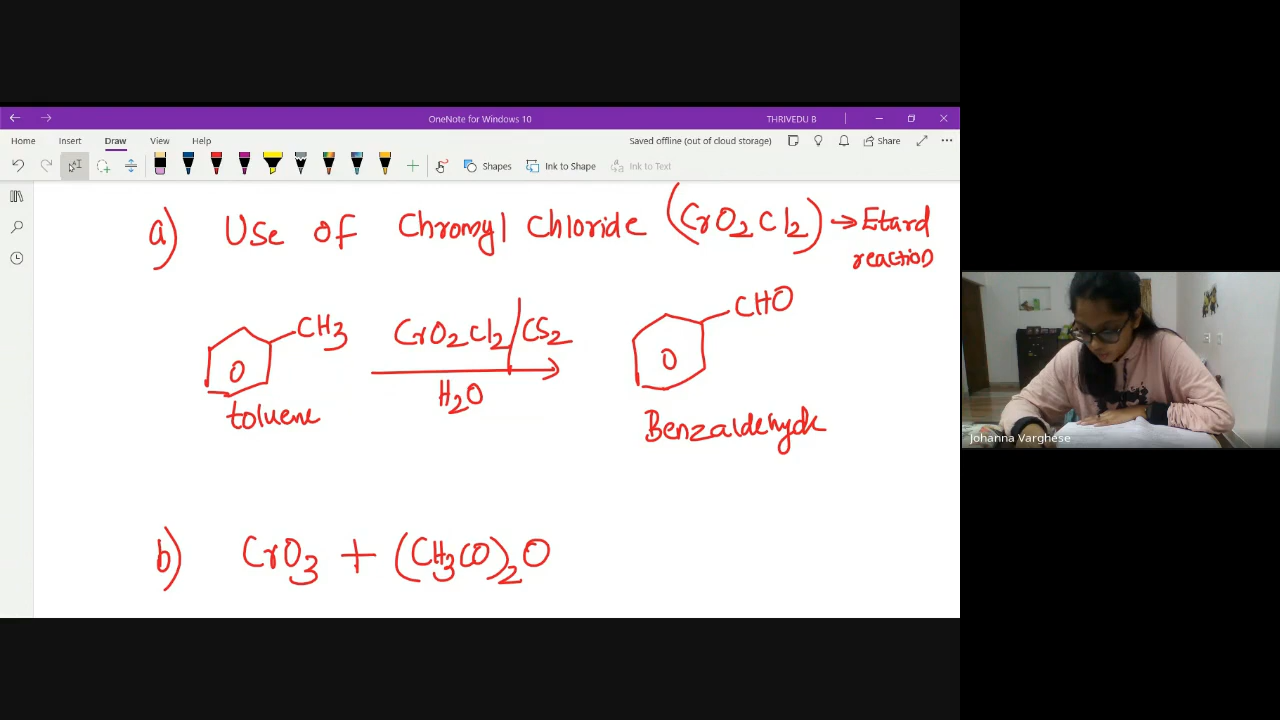 OneNote for Windows 10
THRIVEDU B
Home Insert Draw View Help
Saved offline (out of cloud storage)
Share
Shapes
Ink to Shape
Ink to Text
a) Use of Chromyl Chloride (CrO2Cl2) → Etard
reaction
CH3
CrO2Cl2/CS2
H2O
toluene
CHO
Benzaldehyde
Johanna Varghese
b) CrO3 + (CH3CO)2O